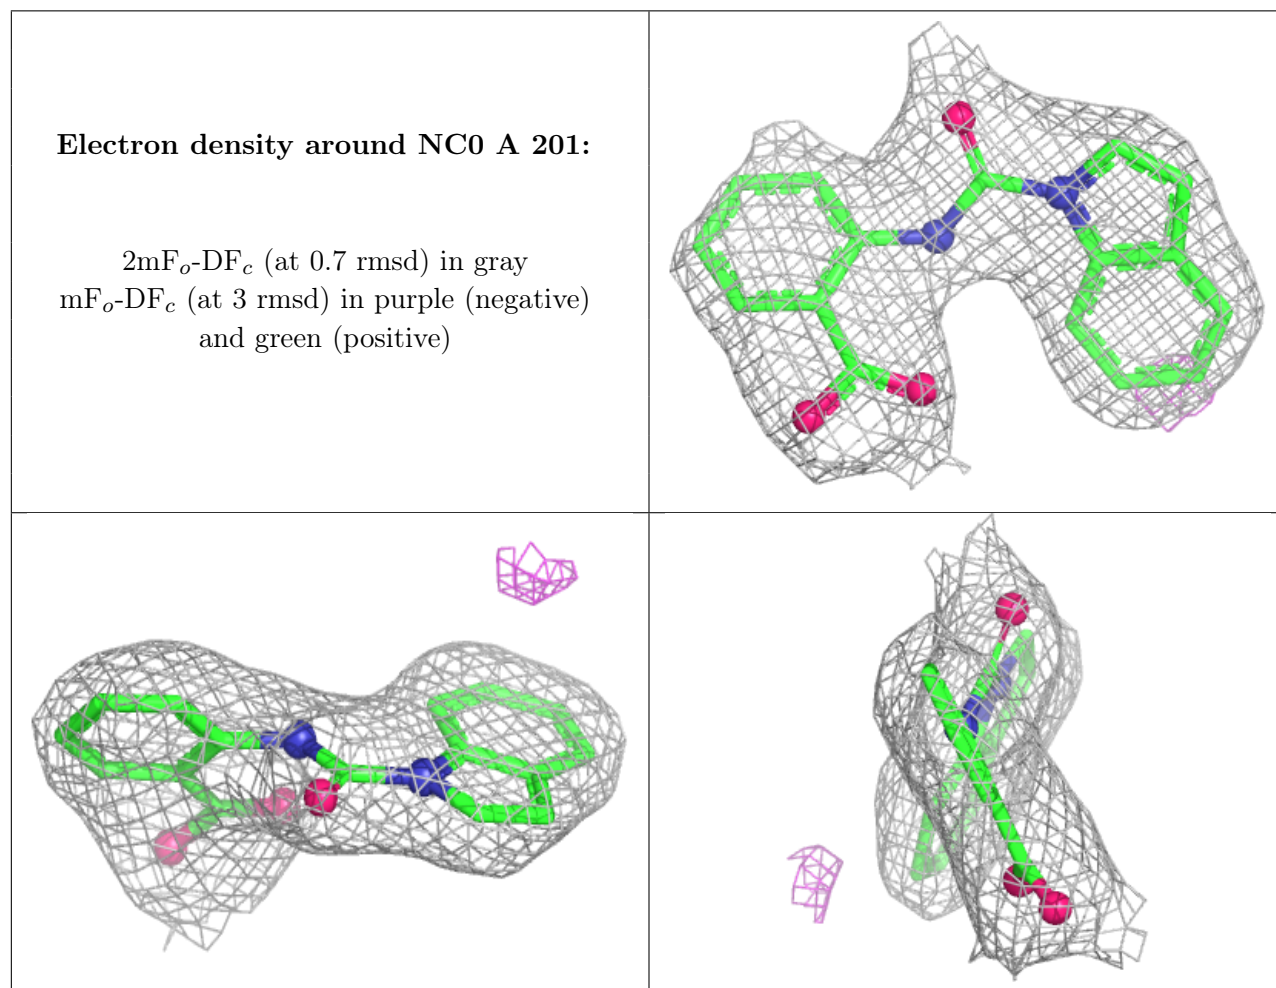 Electron density around NC0 A 201:
2mFₒ-DF𝒸 (at 0.7 rmsd) in gray
mFₒ-DF𝒸 (at 3 rmsd) in purple (negative)
and green (positive)